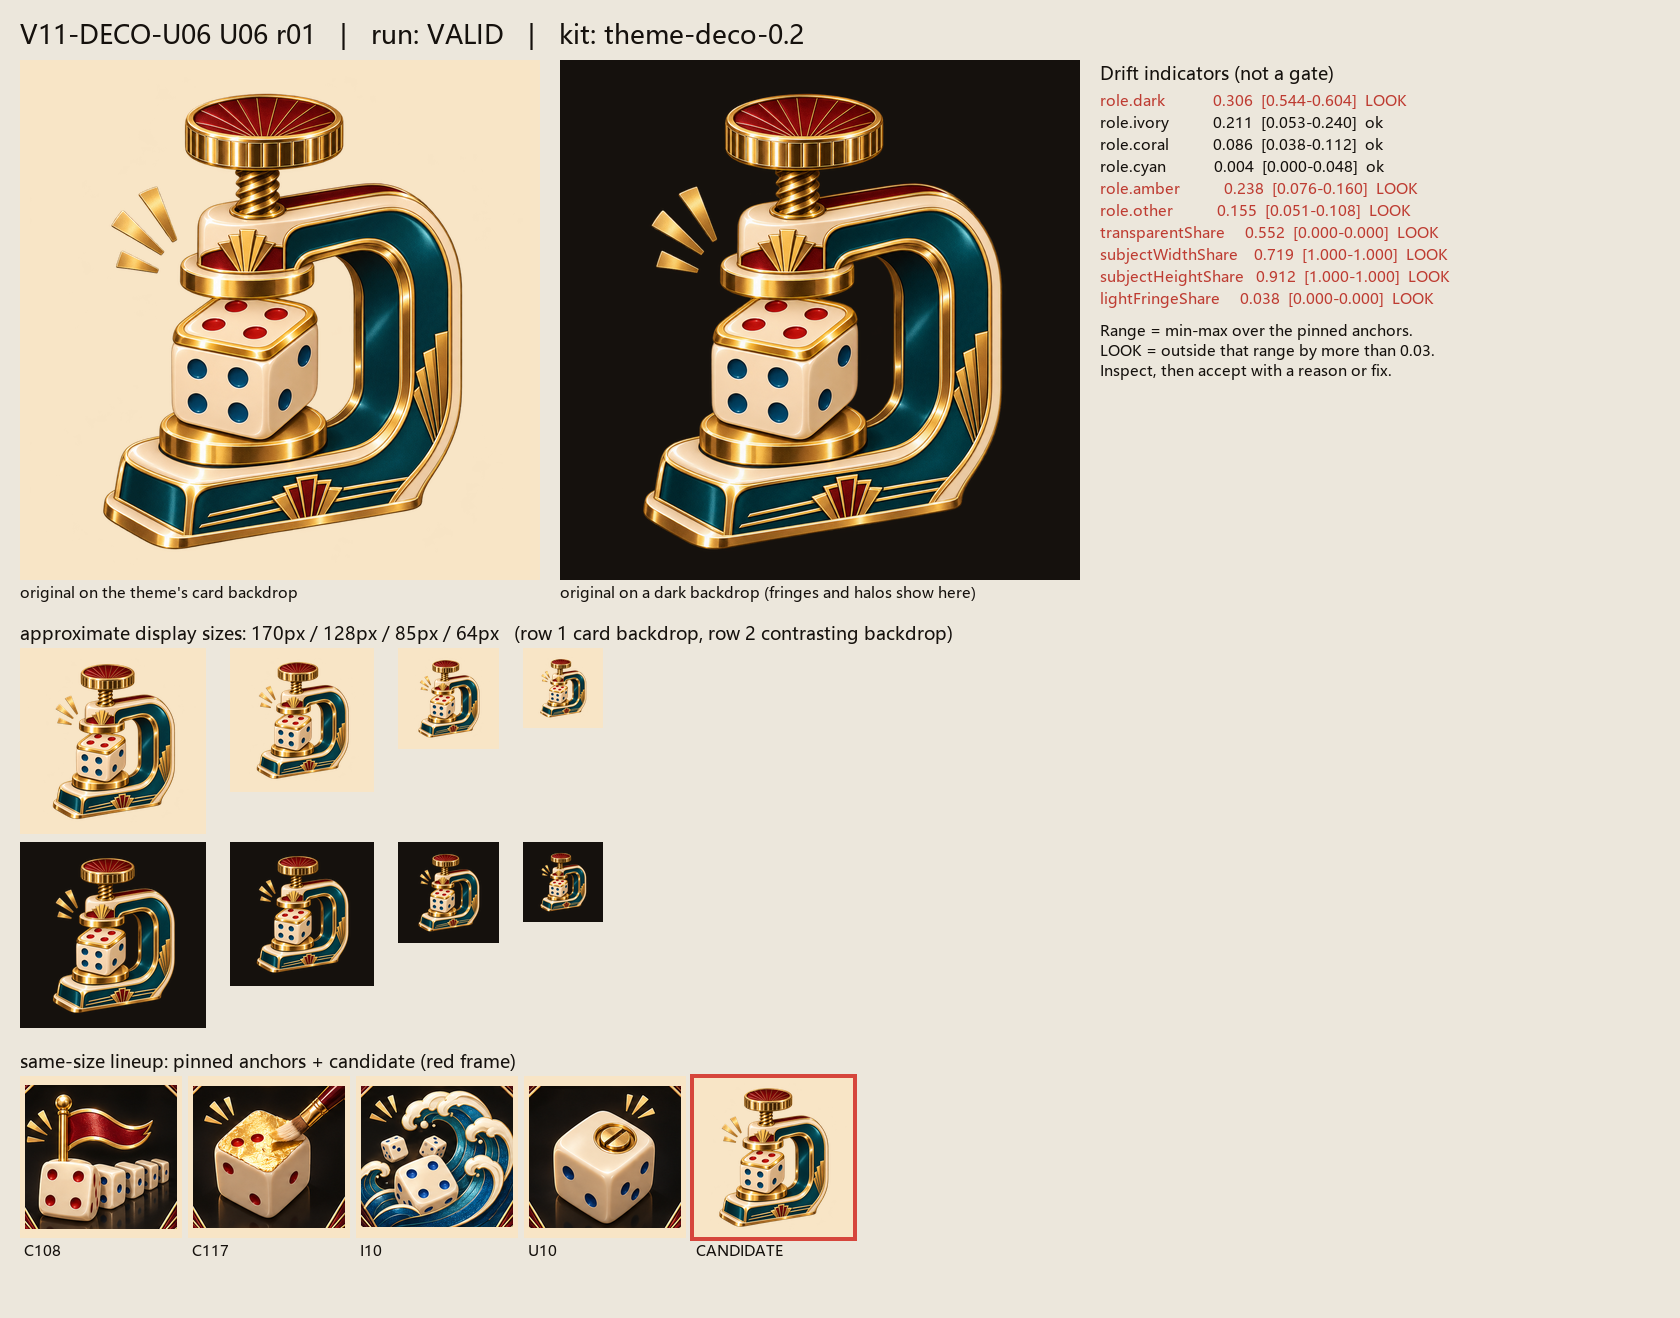 V11-DECO-U06 U06 r01 | run: VALID | kit: theme-deco-0.2
Drift indicators (not a gate)
role.dark 0.306 [0.544-0.604] LOOK
role.ivory 0.211 [0.053-0.240] ok
role.coral 0.086 [0.038-0.112] ok
role.cyan 0.004 [0.000-0.048] ok
role.amber 0.238 [0.076-0.160] LOOK
role.other 0.155 [0.051-0.108] LOOK
transparentShare 0.552 [0.000-0.000] LOOK
subjectWidthShare 0.719 [1.000-1.000] LOOK
subjectHeightShare 0.912 [1.000-1.000] LOOK
lightFringeShare 0.038 [0.000-0.000] LOOK
Range = min-max over the pinned anchors.
LOOK = outside that range by more than 0.03.
Inspect, then accept with a reason or fix.
original on the theme's card backdrop
original on a dark backdrop (fringes and halos show here)
approximate display sizes: 170px / 128px / 85px / 64px (row 1 card backdrop, row 2 contrasting backdrop)
same-size lineup: pinned anchors + candidate (red frame)
C108
C117
I10
U10
CANDIDATE